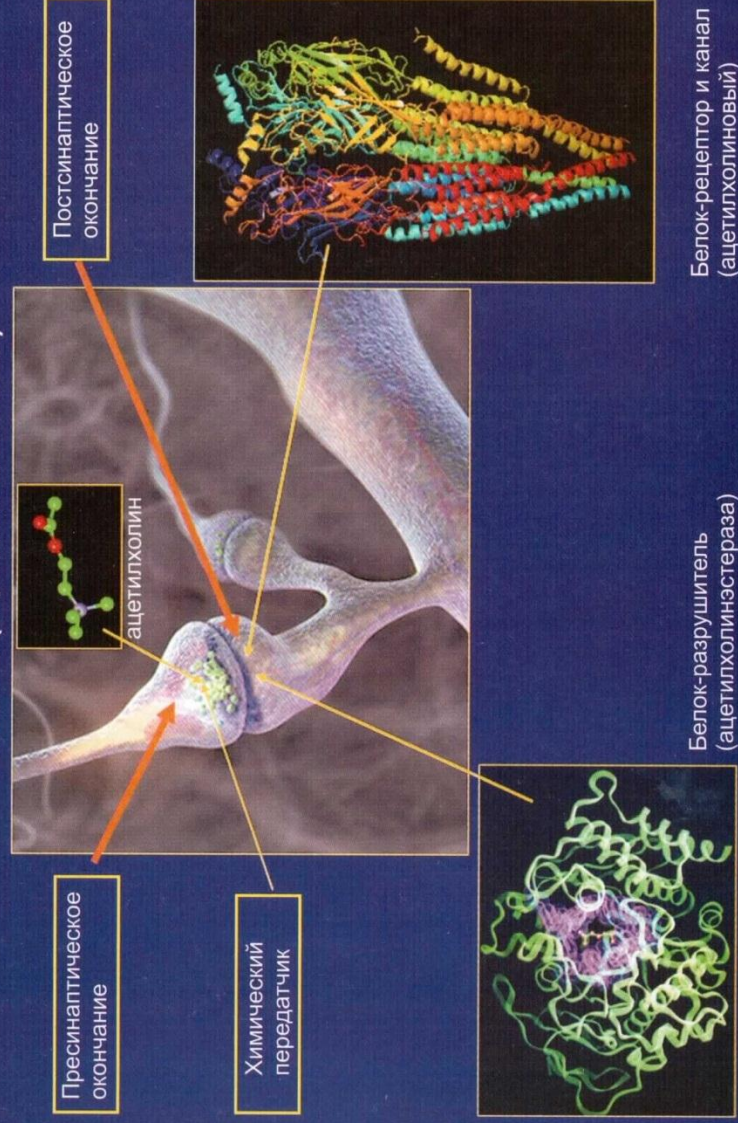 Пресинаптическое
окончание
Химический
передатчик
ацетилхолин
Постсинаптическое
окончание
Белок-разрушитель
(ацетилхолинэстераза)
Белок-рецептор и канал
(ацетилхолиновый)